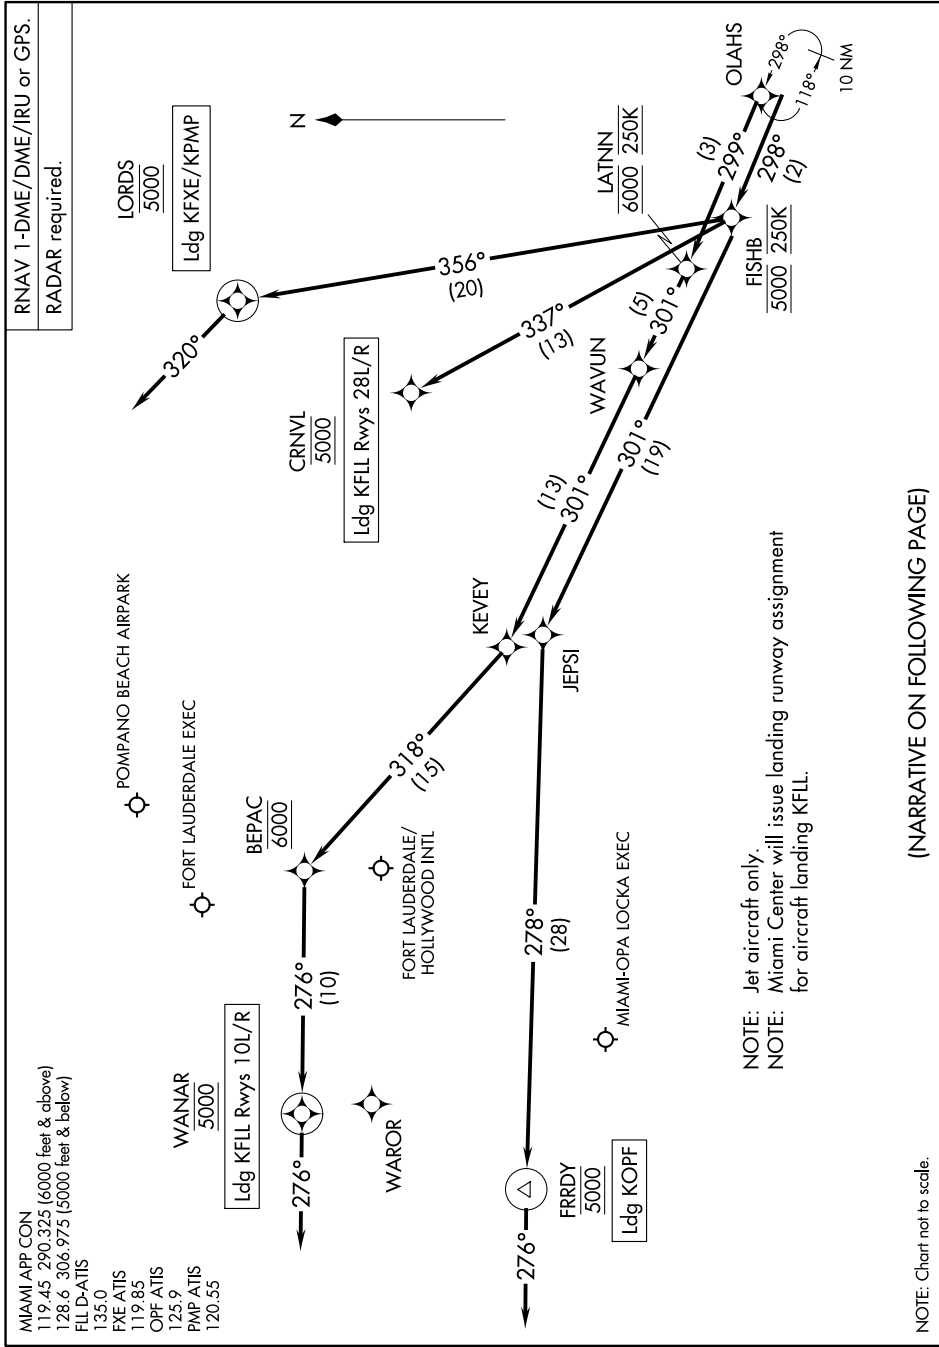 MIAMI APP CON
119.45 290.325 (6000 feet & above)
128.6 306.975 (5000 feet & below)
FLL D-ATIS
135.0
FXE ATIS
119.85
OPF ATIS
125.9
PMP ATIS
120.55
RNAV 1-DME/DME/IRU or GPS.
RADAR required.
POMPANO BEACH AIRPARK
FORT LAUDERDALE EXEC
LORDS
5000
Ldg KFXE/KPMP
320°
N
WANAR
5000
Ldg KFLL Rwys 10L/R
276°
276°
(10)
BEPAC
6000
CRNVL
5000
Ldg KFLL Rwys 28L/R
WAROR
FORT LAUDERDALE/
HOLLYWOOD INTL
318°
(15)
KEVEY
356°
(20)
337°
(13)
FRRDY
5000
Ldg KOPF
276°
278°
(28)
JEPSI
(13)
301°
WAVUN
(5)
301°
LATNN
6000 250K
(3)
299°
OLAHS
298°
118°
10 NM
298°
(2)
301°
(19)
FISHB
5000 250K
MIAMI-OPA LOCKA EXEC
NOTE: Jet aircraft only.
NOTE: Miami Center will issue landing runway assignment
for aircraft landing KFLL.
(NARRATIVE ON FOLLOWING PAGE)
NOTE: Chart not to scale.